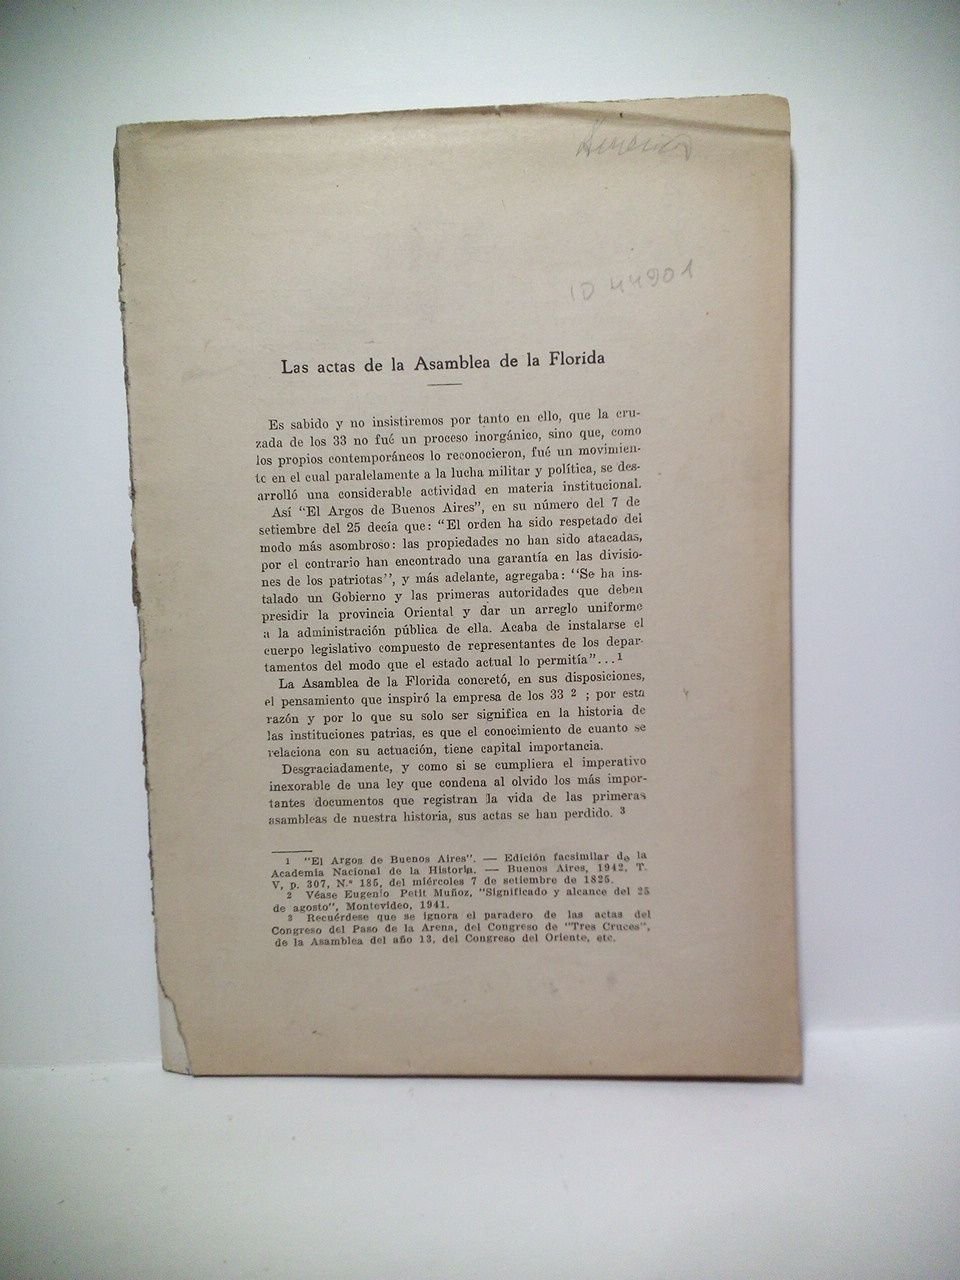 América
ID 44901
Las actas de la Asamblea de la Florida
Es sabido y no insistiremos por tanto en ello, que la cru-
zada de los 33 no fué un proceso inorgánico, sino que, como
los propios contemporáneos lo reconocieron, fué un movimien-
to en el cual paralelamente a la lucha militar y política, se des-
arrolló una considerable actividad en materia institucional.
Así "El Argos de Buenos Aires", en su número del 7 de
setiembre del 25 decía que: "El orden ha sido respetado del
modo más asombroso: las propiedades no han sido atacadas,
por el contrario han encontrado una garantía en las divisio-
nes de los patriotas", y más adelante, agregaba: "Se ha ins-
talado un Gobierno y las primeras autoridades que deben
presidir la provincia Oriental y dar un arreglo uniforme
a la administración pública de ella. Acaba de instalarse el
cuerpo legislativo compuesto de representantes de los depar-
tamentos del modo que el estado actual lo permitía"...1
La Asamblea de la Florida concretó, en sus disposiciones,
el pensamiento que inspiró la empresa de los 33 2 ; por esta
razón y por lo que su solo ser significa en la historia de
las instituciones patrias, es que el conocimiento de cuanto se
relaciona con su actuación, tiene capital importancia.
Desgraciadamente, y como si se cumpliera el imperativo
inexorable de una ley que condena al olvido los más impor-
tantes documentos que registran la vida de las primeras
asambleas de nuestra historia, sus actas se han perdido. 3
1 "El Argos de Buenos Aires". — Edición facsimilar de la
Academia Nacional de la Historia. — Buenos Aires, 1942, T.
V, p. 307, N.º 185, del miércoles 7 de setiembre de 1825.
2 Véase Eugenio Petit Muñoz, "Significado y alcance del 25
de agosto", Montevideo, 1941.
3 Recuérdese que se ignora el paradero de las actas del
Congreso del Paso de la Arena, del Congreso de "Tres Cruces",
de la Asamblea del año 13, del Congreso del Oriente, etc.